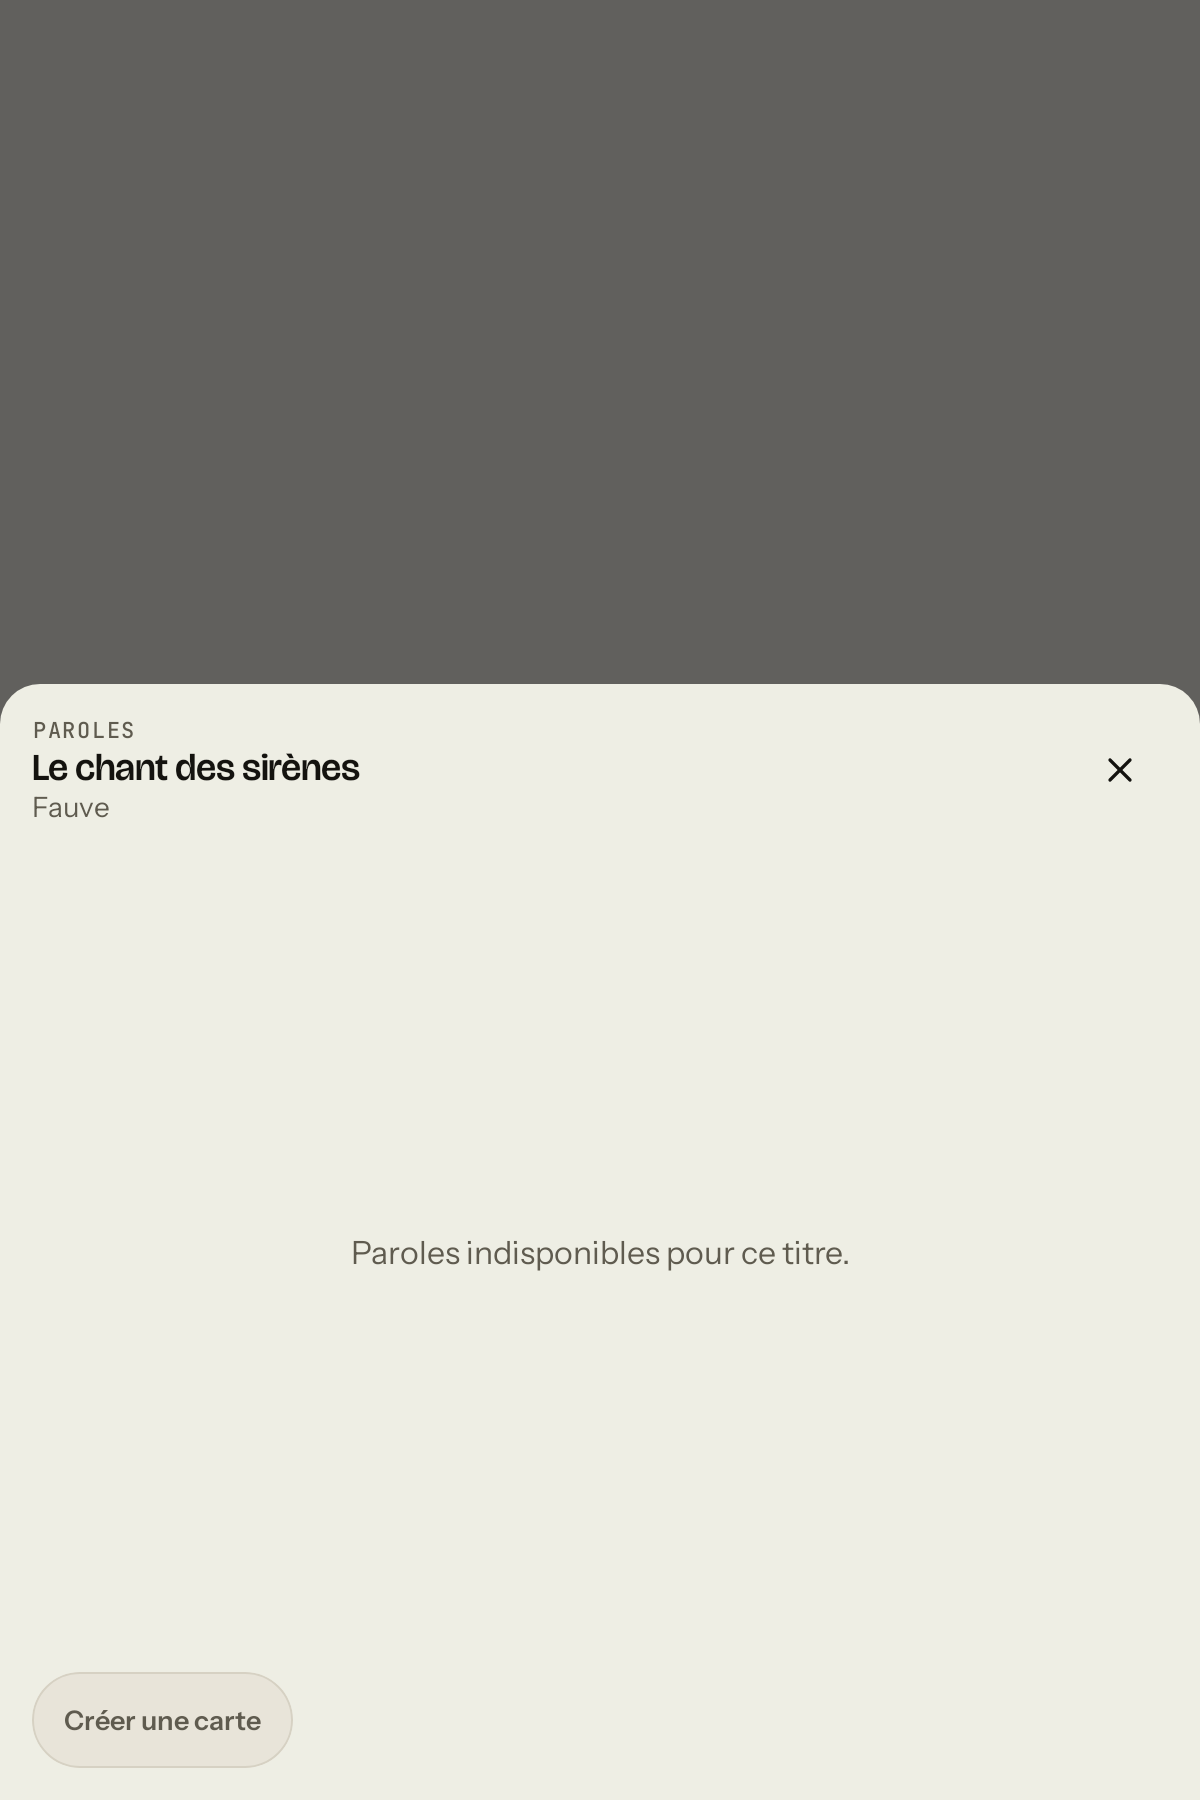 PAROLES
Le chant des sirènes
Fauve
Paroles indisponibles pour ce titre.
Créer une carte